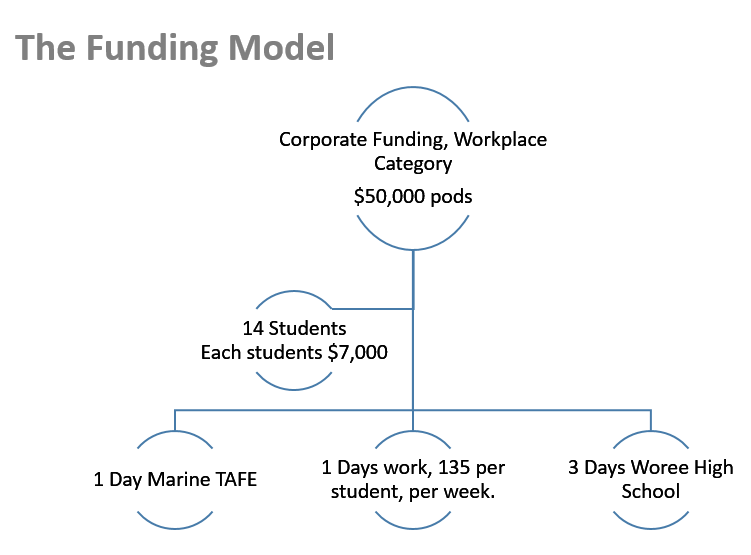 The Funding Model
Corporate Funding, Workplace
Category
$50,000 pods
14 Students
Each students $7,000
1 Day Marine TAFE
1 Days work, 135 per
student, per week.
3 Days Woree High
School